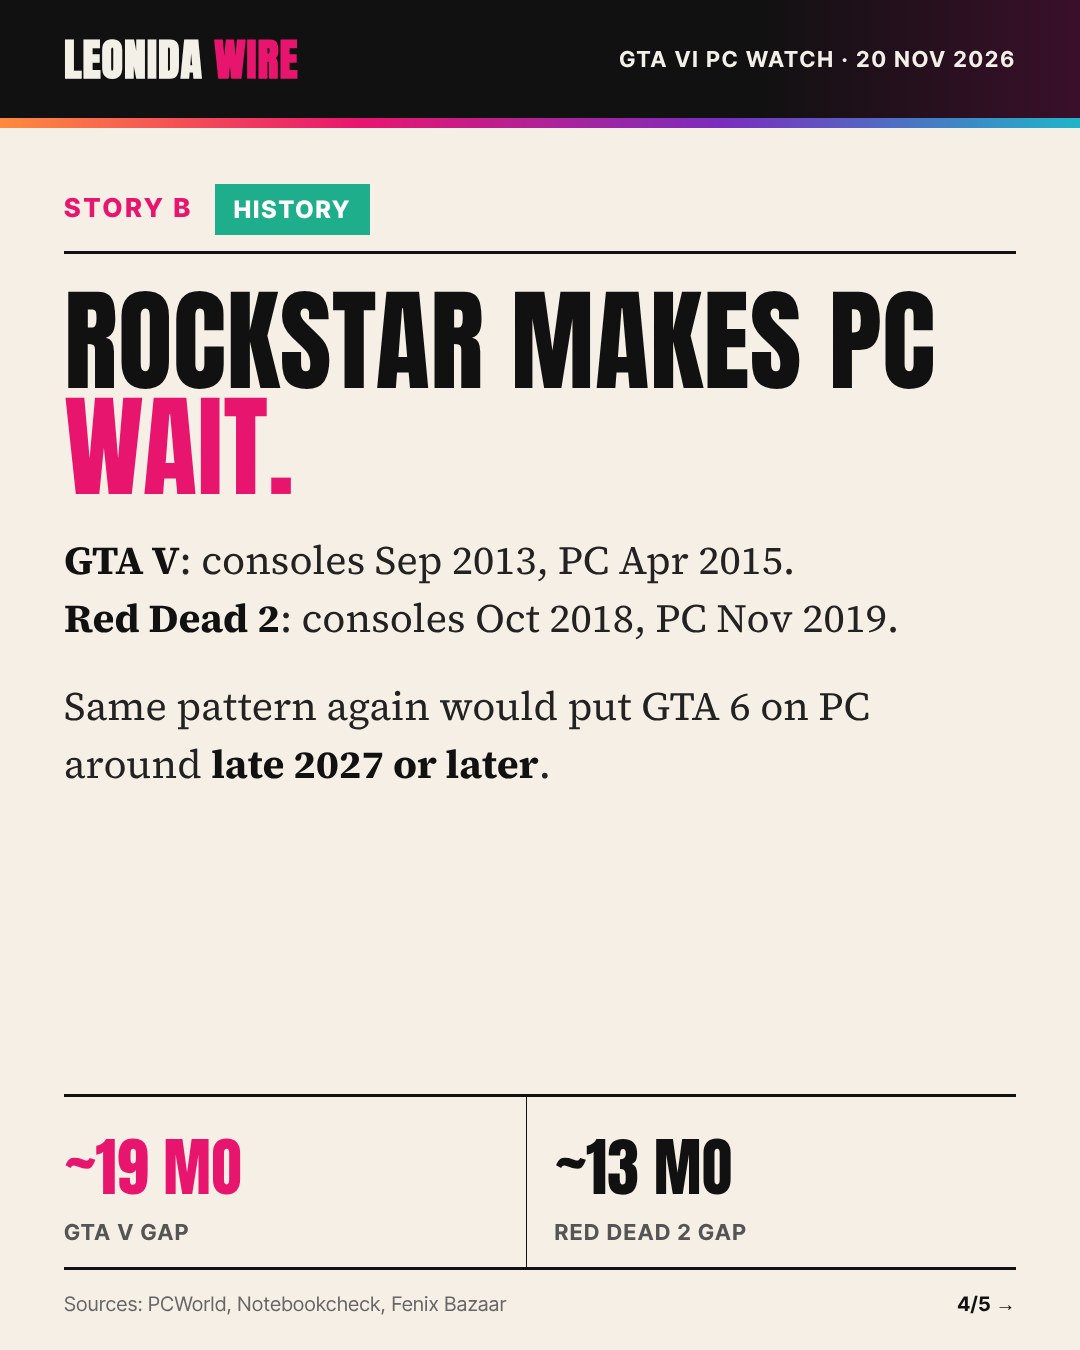 LEONIDA WIRE
GTA VI PC WATCH · 20 NOV 2026
STORY B
HISTORY
ROCKSTAR MAKES PC
WAIT.
GTA V: consoles Sep 2013, PC Apr 2015.
Red Dead 2: consoles Oct 2018, PC Nov 2019.
Same pattern again would put GTA 6 on PC
around late 2027 or later.
~19 MO
GTA V GAP
~13 MO
RED DEAD 2 GAP
Sources: PCWorld, Notebookcheck, Fenix Bazaar
4/5 →